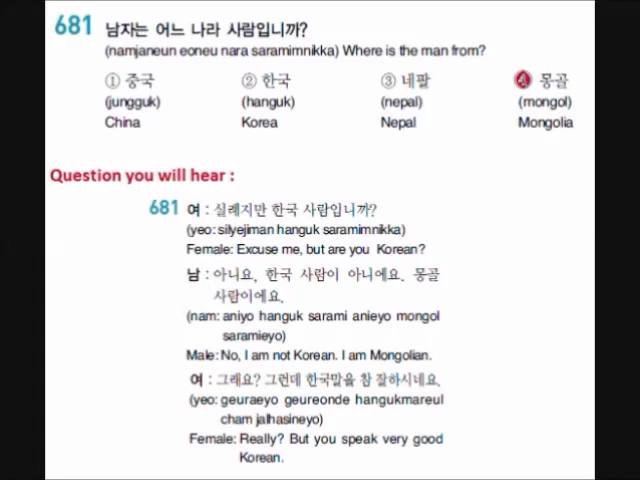 681 남자는 어느 나라 사람입니까?
(namjaneun eoneu nara saramimnikka) Where is the man from?
① 중국 ② 한국 ③ 네팔 ④ 몽골
(jungguk) (hanguk) (nepal) (mongol)
China Korea Nepal Mongolia
Question you will hear :
681 여 : 실례지만 한국 사람입니까?
(yeo: silyejiman hanguk saramimnikka)
Female: Excuse me, but are you Korean?
남 : 아니요, 한국 사람이 아니에요. 몽골
사람이에요.
(nam: aniyo hanguk sarami anieyo mongol
saramieyo)
Male: No, I am not Korean. I am Mongolian.
여 : 그래요? 그런데 한국말을 참 잘하시네요.
(yeo: geuraeyo geureonde hangukmareul
cham jalhasineyo)
Female: Really? But you speak very good
Korean.